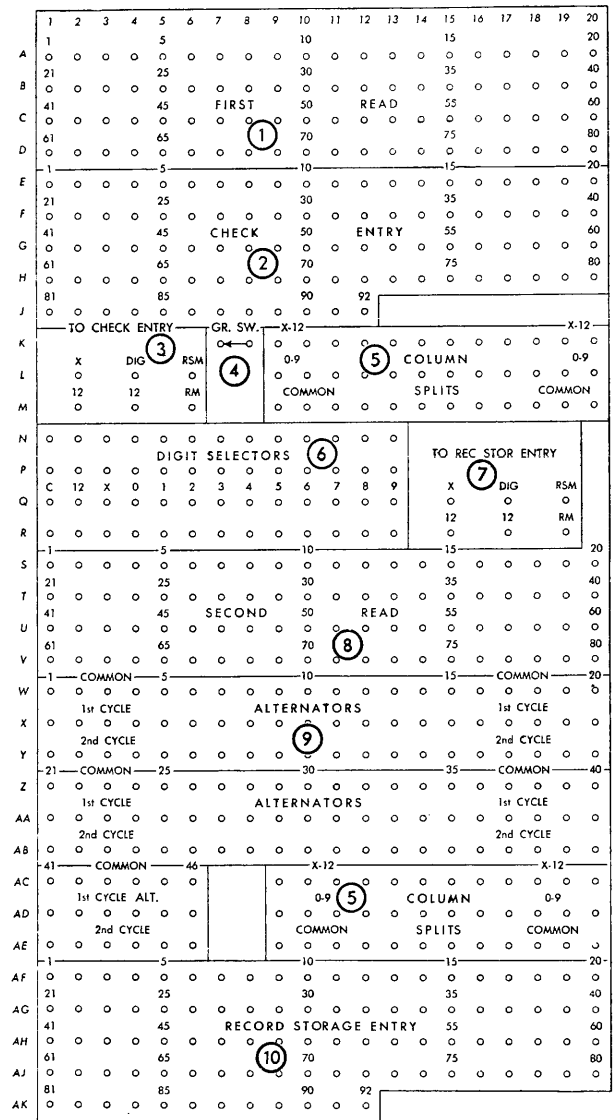 1 2 3 4 5 6 7 8 9 10 11 12 13 14 15 16 17 18 19 20
1 5 10 15 20
A
21 25 30 35 40
B
41 45 FIRST 50 READ 55 60
C
61 65 1 70 75 80
D
1 5 10 15 20
E
21 25 30 35 40
F
41 45 CHECK 50 ENTRY 55 60
G
61 65 2 70 75 80
H
81 85 90 92
J
TO CHECK ENTRY GR. SW. X-12 X-12
K
X DIG 3 RSM 4 0-9 5 COLUMN 0-9
L
12 12 RM COMMON SPLITS COMMON
M
N
DIGIT SELECTORS 6 TO REC STOR ENTRY
P
C 12 X 0 1 2 3 4 5 6 7 8 9 X 7 DIG RSM
Q
12 12 RM
R
1 5 10 15 20
S
21 25 30 35 40
T
41 45 SECOND 50 READ 55 60
U
61 65 70 8 75 80
V
1 COMMON 5 10 15 COMMON 20
W
1st CYCLE ALTERNATORS 1st CYCLE
X
2nd CYCLE 9 2nd CYCLE
Y
21 COMMON 25 30 35 COMMON 40
Z
1st CYCLE ALTERNATORS 1st CYCLE
AA
2nd CYCLE 2nd CYCLE
AB
41 COMMON 46 X-12 X-12
AC
1st CYCLE ALT. 0-9 5 COLUMN 0-9
AD
2nd CYCLE COMMON SPLITS COMMON
AE
1 5 10 15 20
AF
21 25 30 35 40
AG
41 45 RECORD STORAGE ENTRY 55 60
AH
61 65 10 70 75 80
AJ
81 85 90 92
AK